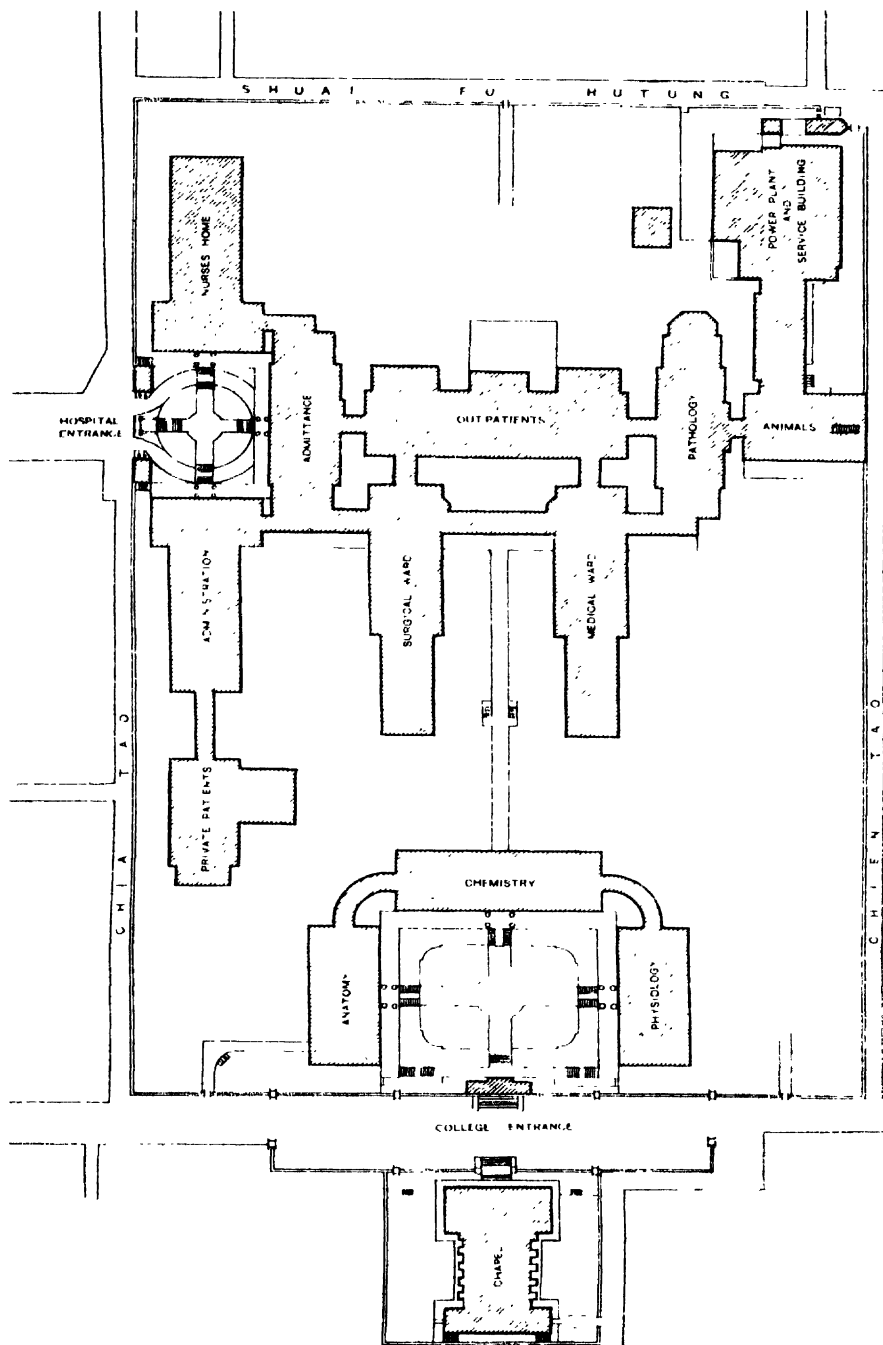 SHUAI FU HUTUNG
POWER PLANT
AND
SERVICE BUILDING
NURSES HOME
HOSPITAL
ENTRANCE
ADMITTANCE
OUT PATIENTS
PATHOLOGY
ANIMALS
ADMINISTRATION
SURGICAL WARD
MEDICAL WARD
PRIVATE PATIENTS
CHIA TAO
CHIEN TAO
CHEMISTRY
ANATOMY
PHYSIOLOGY
COLLEGE ENTRANCE
CHAPEL